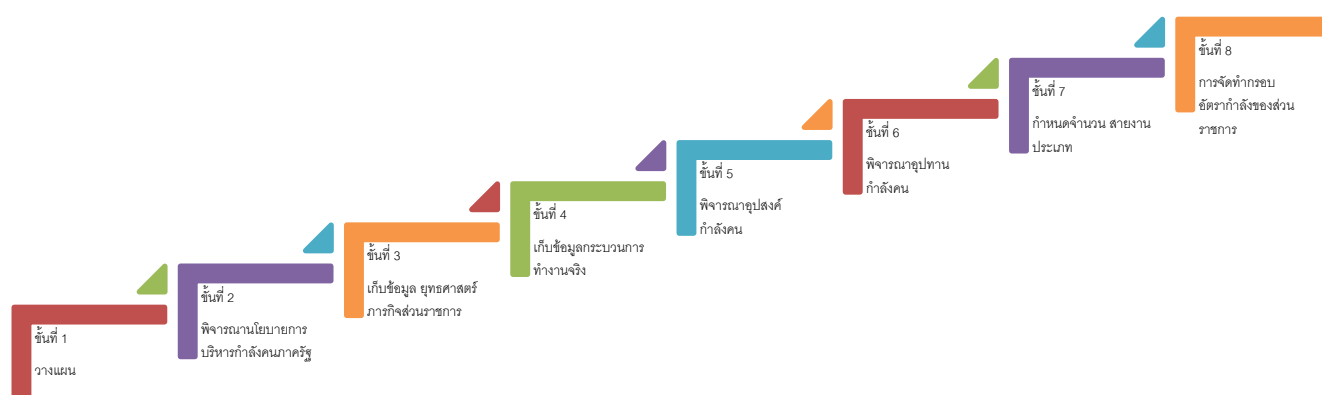 ขั้นที่ 1
วางแผน
ขั้นที่ 2
พิจารณานโยบายการ
บริหารกำลังคนภาครัฐ
ขั้นที่ 3
เก็บข้อมูล ยุทธศาสตร์
ภารกิจส่วนราชการ
ขั้นที่ 4
เก็บข้อมูลกระบวนการ
ทำงานจริง
ขั้นที่ 5
พิจารณาอุปสงค์
กำลังคน
ขั้นที่ 6
พิจารณาอุปทาน
กำลังคน
ขั้นที่ 7
กำหนดจำนวน สายงาน
ประเภท
ขั้นที่ 8
การจัดทำกรอบ
อัตรากำลังของส่วน
ราชการ